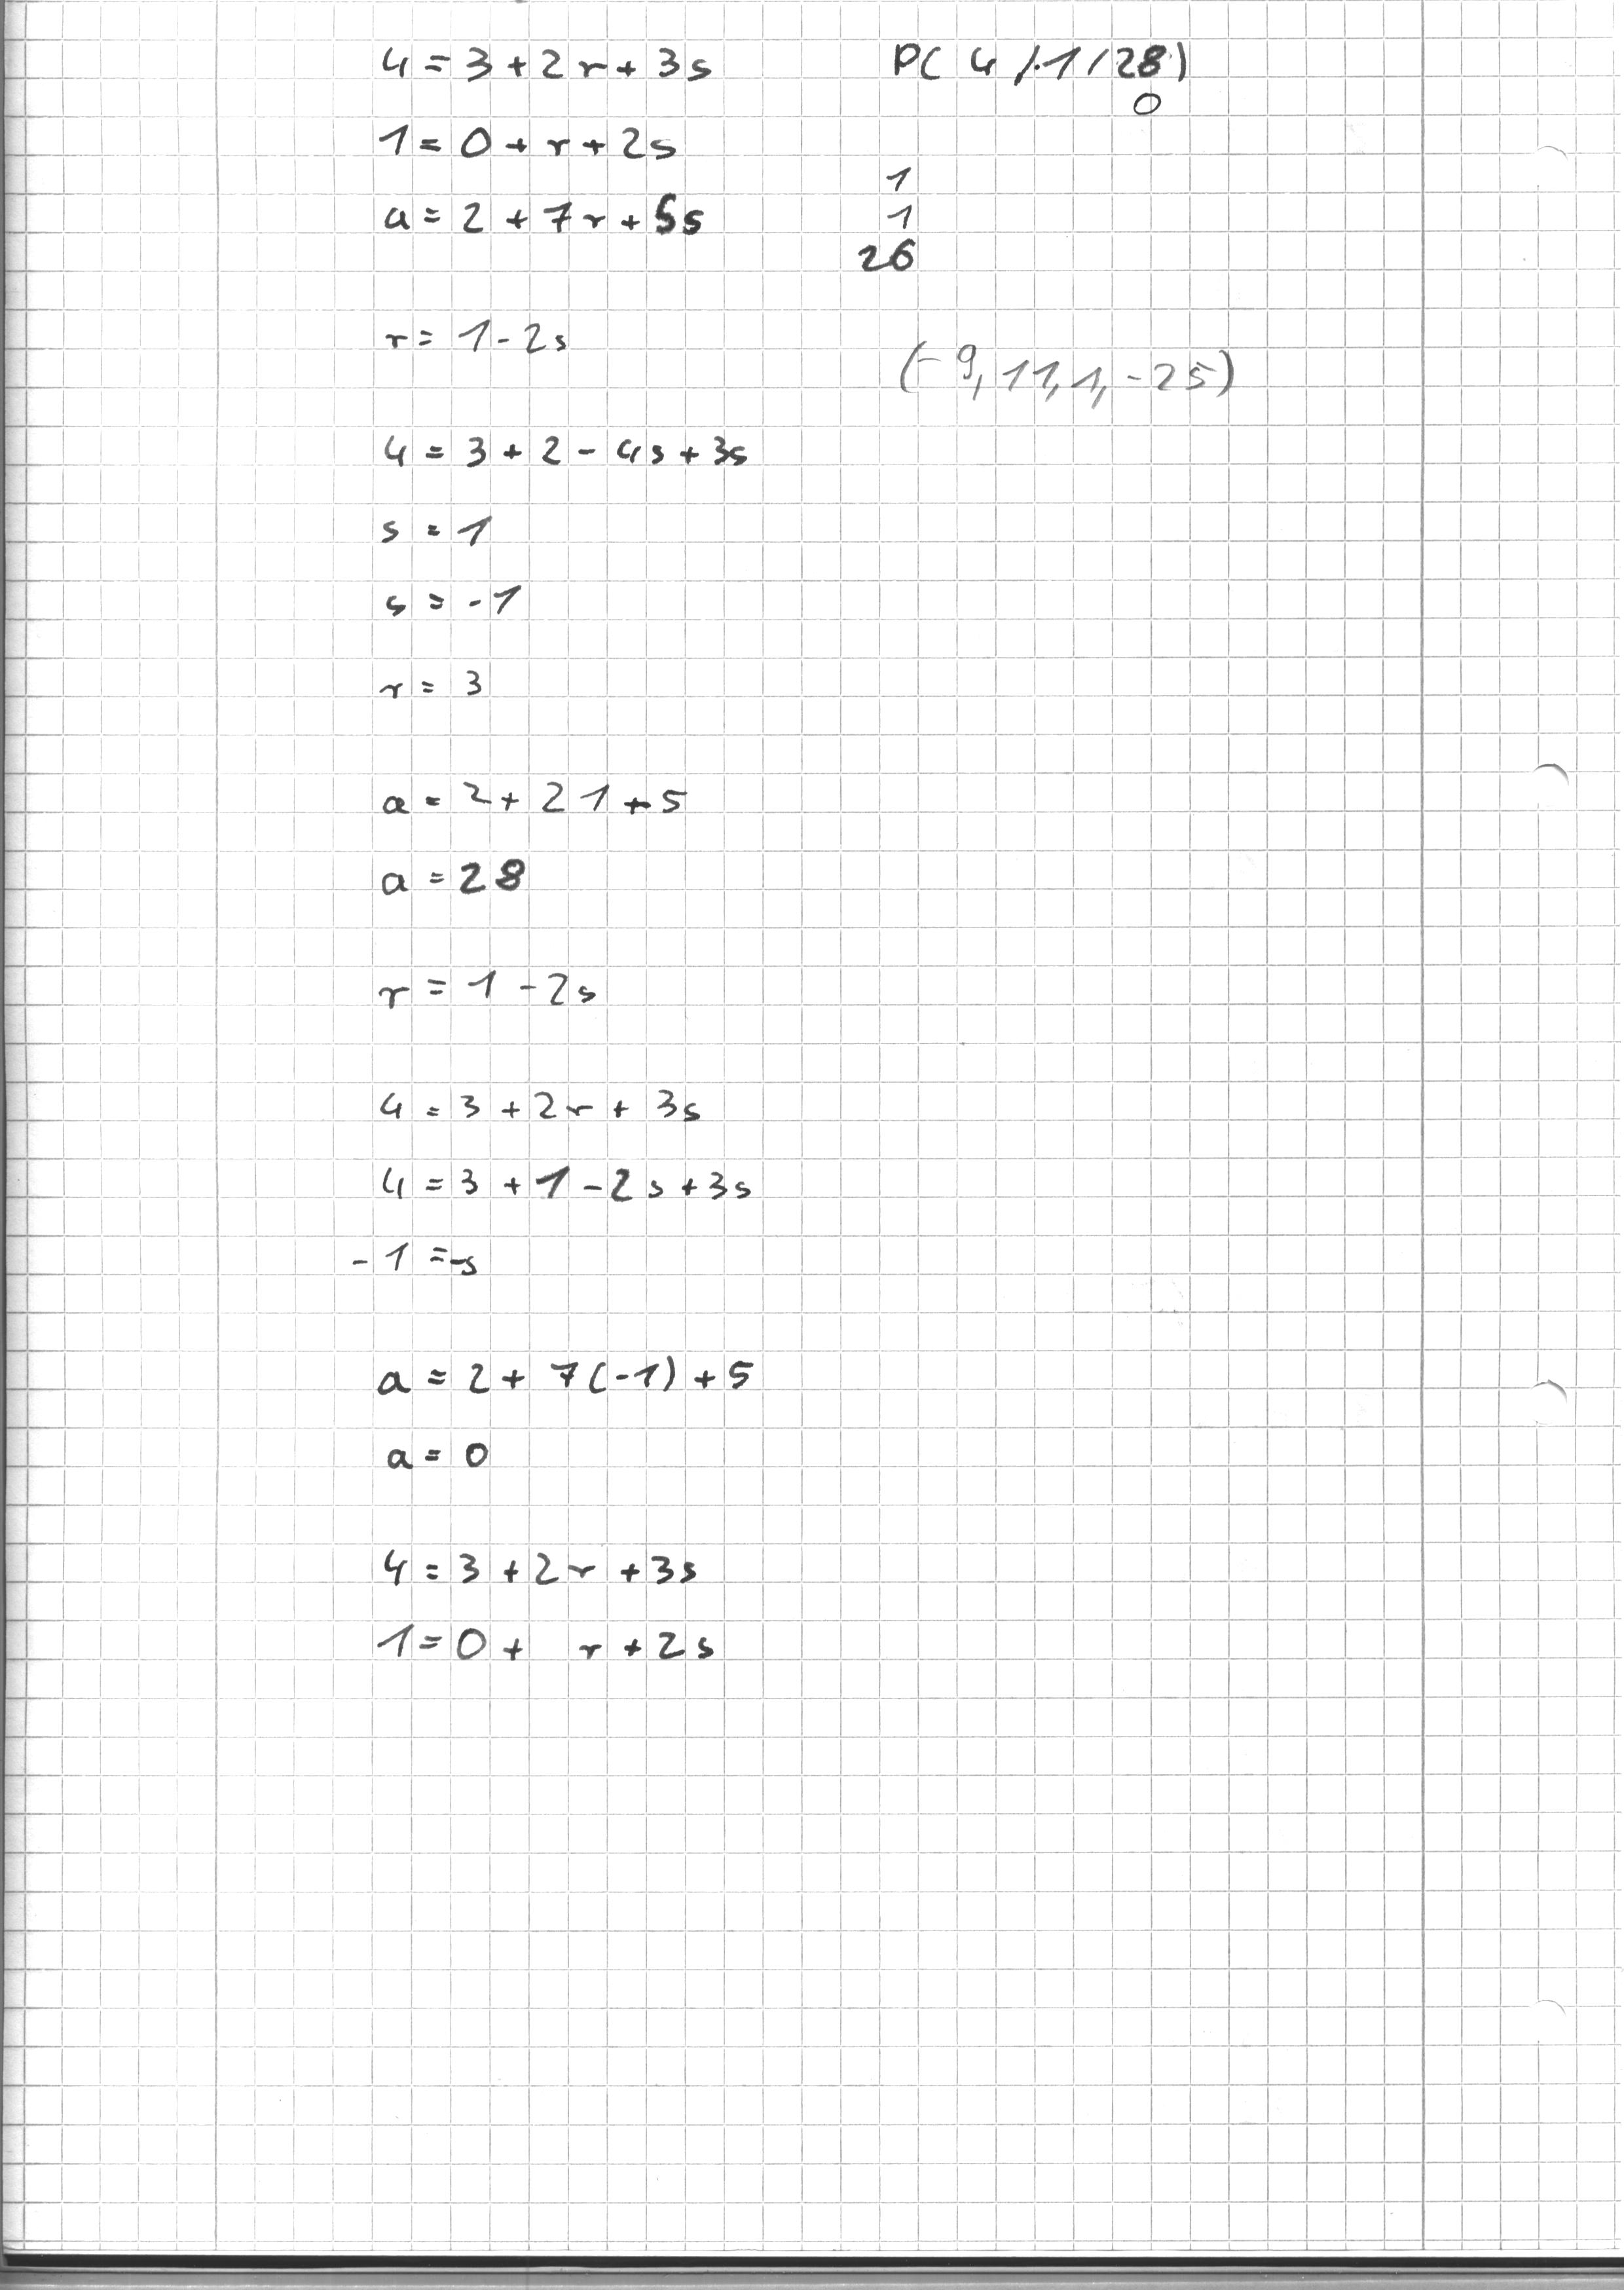 4 = 3 + 2r + 3s
1 = 0 + r + 2s
a = 2 + 7r + 5s
r = 1 - 2s
4 = 3 + 2 - 4s + 3s
s = 1
s = -1
r = 3
a = 2 + 21 + 5
a = 28
r = 1 - 2s
4 = 3 + 2r + 3s
4 = 3 + 1 - 2s + 3s
-1 = -s
a = 2 + 7(-1) + 5
a = 0
4 = 3 + 2r + 3s
1 = 0 + r + 2s
P( 4 / 1 / 28 )
0
1
1
26
(-9, 11, 1, -25)